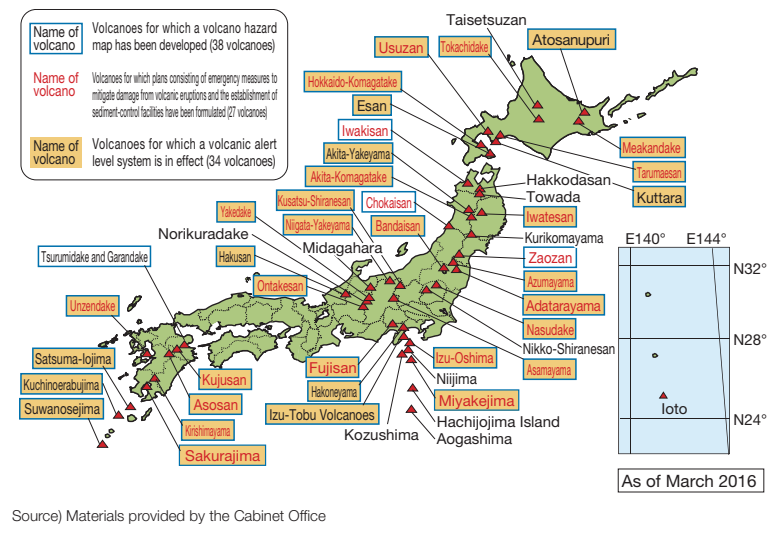 Name of
volcano
Volcanoes for which a volcano hazard
map has been developed (38 volcanoes)
Name of
volcano
Volcanoes for which plans consisting of emergency measures to
mitigate damage from volcanic eruptions and the establishment of
sediment-control facilities have been formulated (27 volcanoes)
Name of
volcano
Volcanoes for which a volcanic alert
level system is in effect (34 volcanoes)
Taisetsuzan
Usuzan
Tokachidake
Atosanupuri
Hokkaido-Komagatake
Esan
Iwakisan
Akita-Yakeyama
Akita-Komagatake
Meakandake
Tarumaesan
Kuttara
Hakkodasan
Towada
Kusatsu-Shiranesan
Chokaisan
Yakedake
Niigata-Yakeyama
Bandaisan
Iwatesan
Norikuradake
Midagahara
Kurikomayama
Tsurumidake and Garandake
Hakusan
Zaozan
Ontakesan
Azumayama
Unzendake
Adatarayama
Nasudake
Nikko-Shiranesan
Asamayama
E140°
E144°
N32°
N28°
N24°
Ioto
Satsuma-Iojima
Kuchinoerabujima
Suwanosejima
Kujusan
Asosan
Kirishimayama
Sakurajima
Fujisan
Hakoneyama
Izu-Tobu Volcanoes
Kozushima
Izu-Oshima
Niijima
Miyakejima
Hachijojima Island
Aogashima
As of March 2016
Source) Materials provided by the Cabinet Office